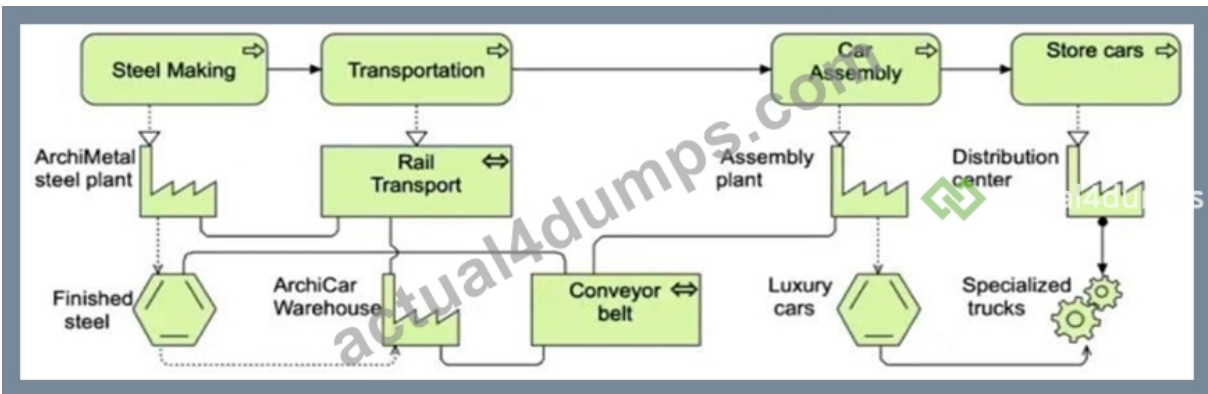 Steel Making
Transportation
Car
Assembly
Store cars
ArchiMetal
steel plant
Rail
Transport
Assembly
plant
Distribution
center
Finished
steel
ArchiCar
Warehouse
Conveyor
belt
Luxury
cars
Specialized
trucks
actual4dumps.com